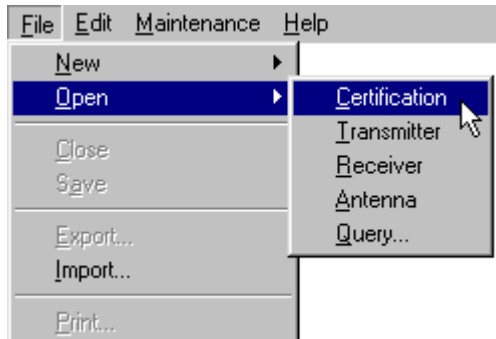 File Edit Maintenance Help
New
Open
Close
Save
Export...
Import...
Print...
Certification
Transmitter
Receiver
Antenna
Query...